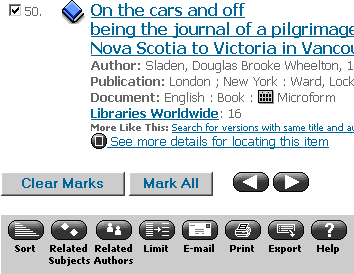 50. On the cars and off
being the journal of a pilgrimage
Nova Scotia to Victoria in Vancou
Author: Sladen, Douglas Brooke Wheelton, 1
Publication: London ; New York : Ward, Lock
Document: English : Book : Microform
Libraries Worldwide: 16
More Like This: Search for versions with same title and au
See more details for locating this item
Clear Marks Mark All
Sort Related Subjects Related Authors Limit E-mail Print Export Help